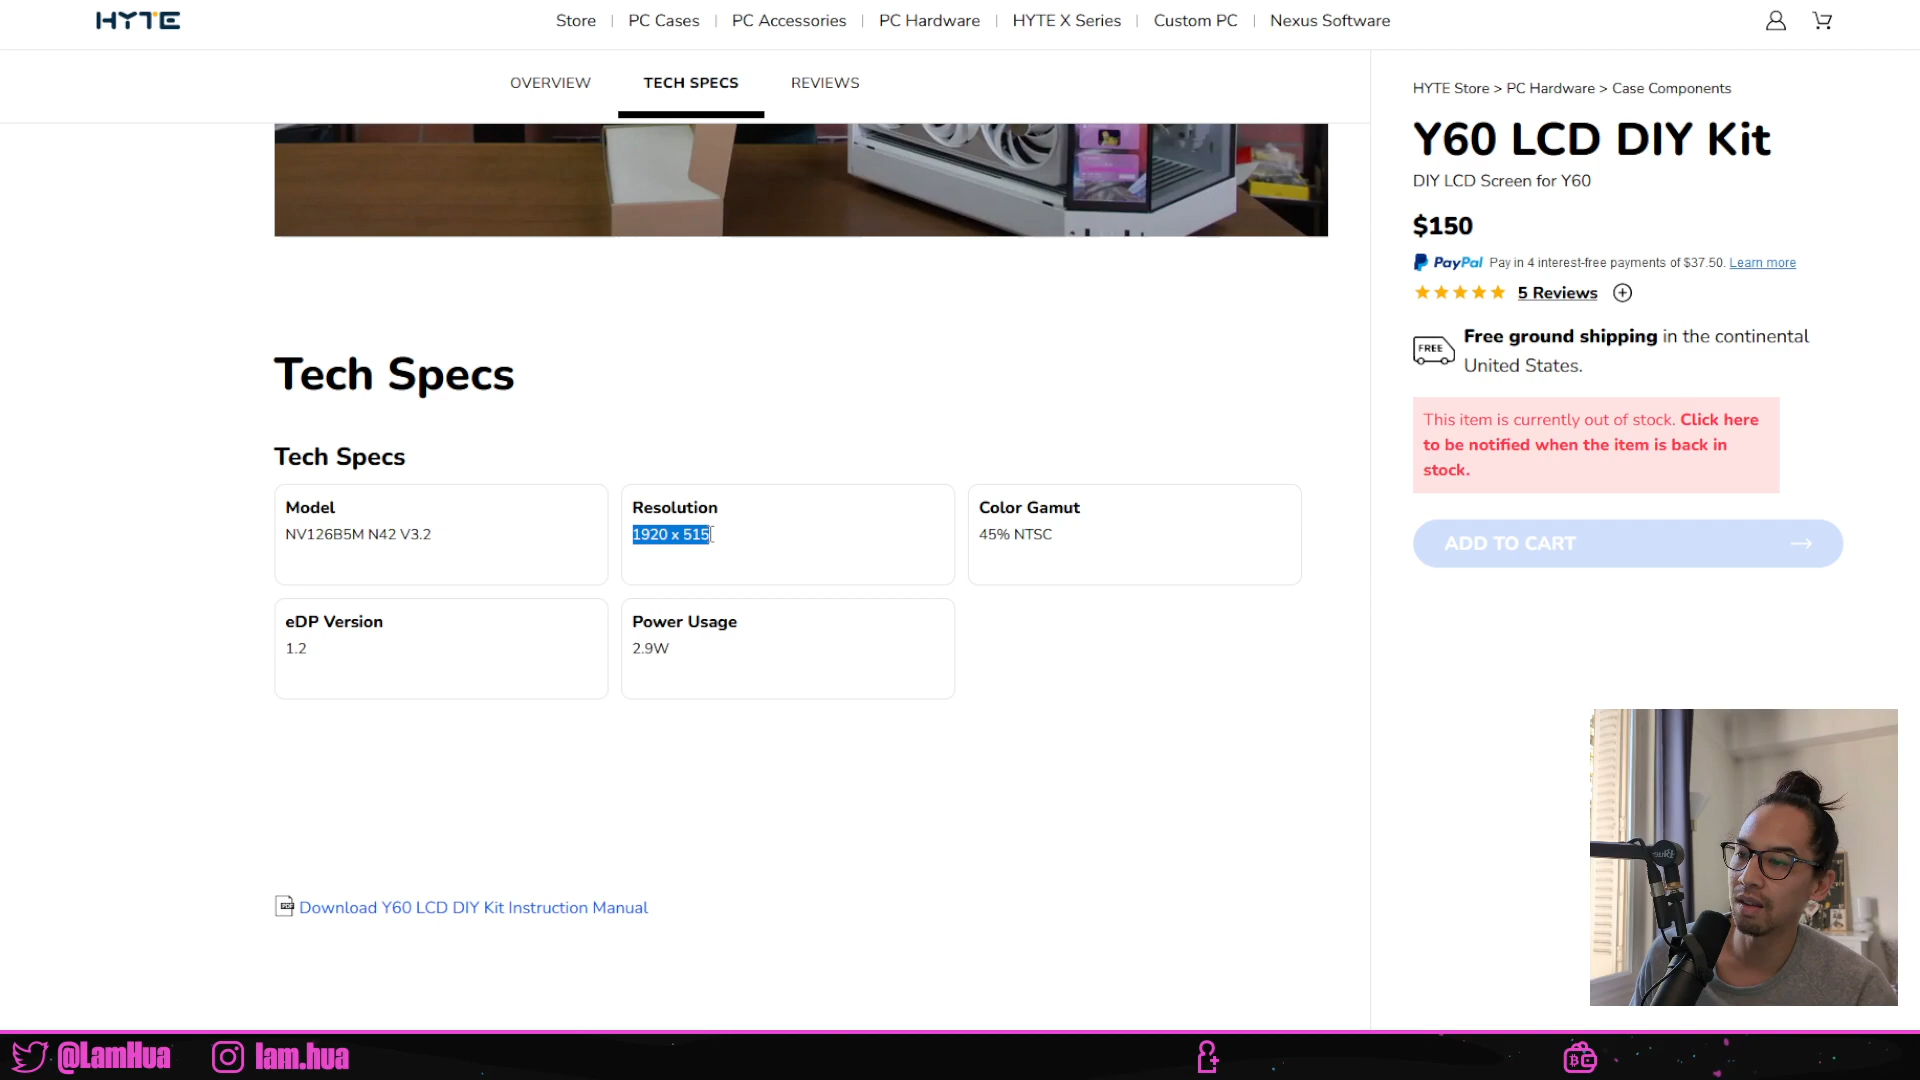 HYTE
Store | PC Cases | PC Accessories | PC Hardware | HYTE X Series | Custom PC | Nexus Software
OVERVIEW TECH SPECS REVIEWS
HYTE Store > PC Hardware > Case Components
Y60 LCD DIY Kit
DIY LCD Screen for Y60
$150
PayPal Pay in 4 interest-free payments of $37.50. Learn more
5 Reviews
FREE
Free ground shipping in the continental
United States.
This item is currently out of stock. Click here
to be notified when the item is back in
stock.
ADD TO CART
Tech Specs
Tech Specs
Model
NV126B5M N42 V3.2
Resolution
1920 x 515
Color Gamut
45% NTSC
eDP Version
1.2
Power Usage
2.9W
PDF Download Y60 LCD DIY Kit Instruction Manual
@LamHua lam.hua